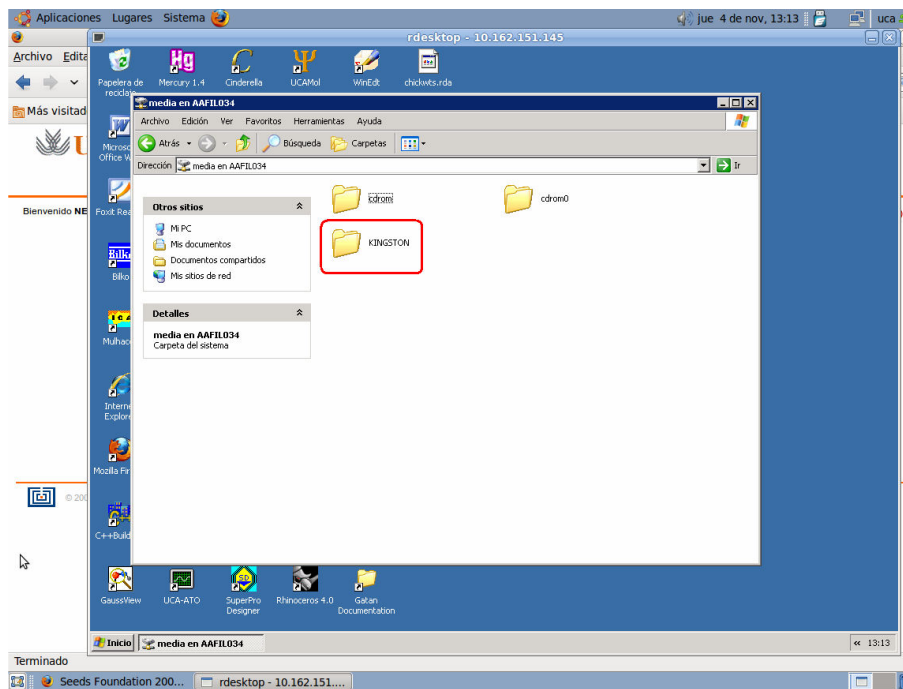 Aplicaciones Lugares Sistema jue 4 de nov, 13:13 uca
rdesktop - 10.162.151.145
Archivo Edita
Más visitad
Bienvenido NE
© 200
Papelera de reciclaje
Mercury 1.4
Cinderella
UCAMol
WinEdt
chickwts.rda
Microso
Office W
Foxit Rea
Bilko
Bilko
Mulhac
Interne
Explore
Mozilla Fir
C++Build
media en AAFIL034
Archivo Edición Ver Favoritos Herramientas Ayuda
Atrás Búsqueda Carpetas
Dirección media en AAFIL034 Ir
Otros sitios
Mi PC
Mis documentos
Documentos compartidos
Mis sitios de red
Detalles
media en AAFIL034
Carpeta del sistema
cdrom cdrom0
KINGSTON
GaussView
UCA-ATO
SuperPro
Designer
Rhinoceros 4.0
Gatan
Documentation
Inicio media en AAFIL034 « 13:13
Terminado
Seeds Foundation 200... rdesktop - 10.162.151....